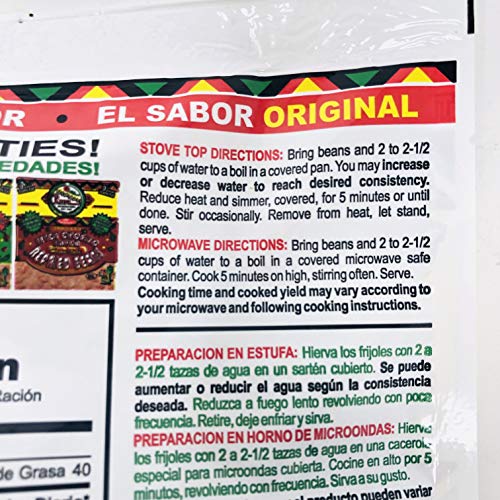 OR • EL SABOR ORIGINAL
TIES!
EDADES!
REFRIED BEANS
STOVE TOP DIRECTIONS: Bring beans and 2 to 2-1/2
cups of water to a boil in a covered pan. You may increase
or decrease water to reach desired consistency.
Reduce heat and simmer, covered, for 5 minutes or until
done. Stir occasionally. Remove from heat, let stand,
serve.
MICROWAVE DIRECTIONS: Bring beans and 2 to 2-1/2
cups of water to a boil in a covered microwave safe
container. Cook 5 minutes on high, stirring often. Serve.
Cooking time and cooked yield may vary according to
your microwave and following cooking instructions.
n
Ración
de Grasa 40
PREPARACION EN ESTUFA: Hierva los frijoles con 2 a
2-1/2 tazas de agua en un sartén cubierto. Se puede
aumentar o reducir el agua según la consistencia
deseada. Reduzca a fuego lento revolviendo con poca
frecuencia. Retire, deje enfriar y sirva.
PREPARACION EN HORNO DE MICROONDAS: Hierva
los frijoles con 2 a 2-1/2 tazas de agua en una cacerola
especial para microondas cubierta. Cocine en alto por 5
minutos, revolviendo con frecuencia. Sirva a su gusto.
el producto pueden variar